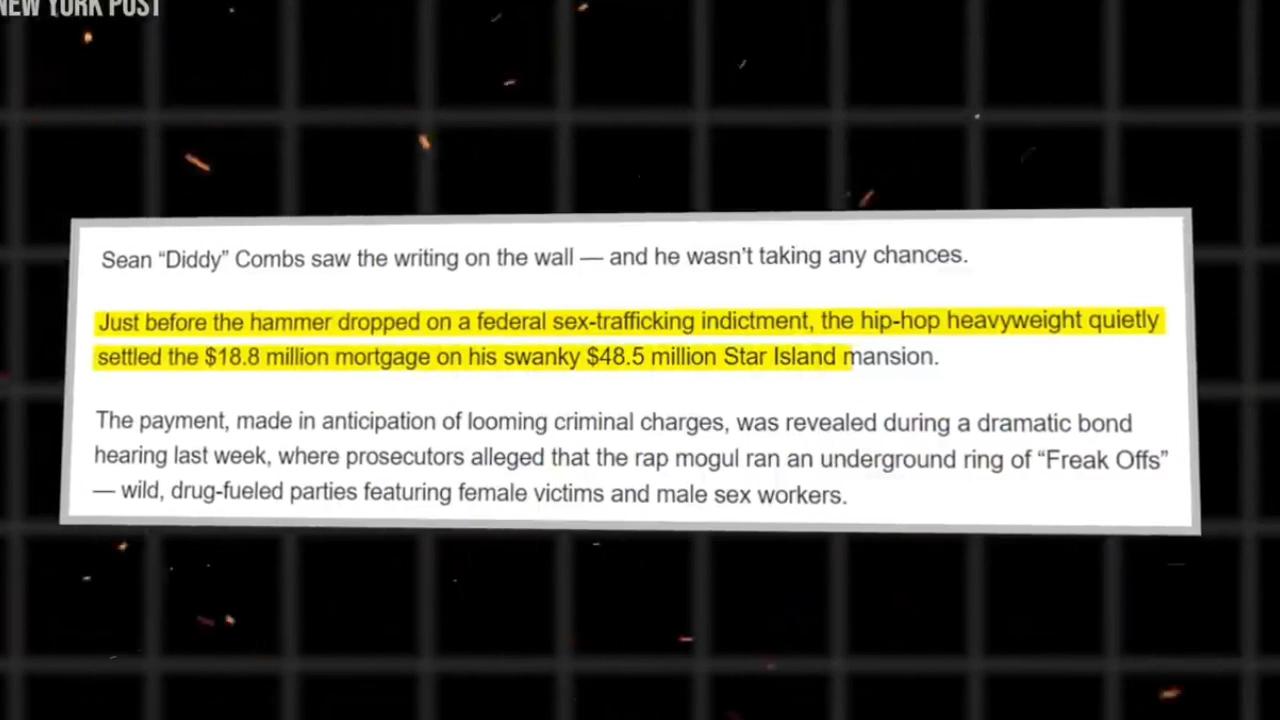 NEW YORK POST
Sean “Diddy” Combs saw the writing on the wall — and he wasn’t taking any chances.
Just before the hammer dropped on a federal sex-trafficking indictment, the hip-hop heavyweight quietly
settled the $18.8 million mortgage on his swanky $48.5 million Star Island mansion.
The payment, made in anticipation of looming criminal charges, was revealed during a dramatic bond
hearing last week, where prosecutors alleged that the rap mogul ran an underground ring of “Freak Offs”
— wild, drug-fueled parties featuring female victims and male sex workers.